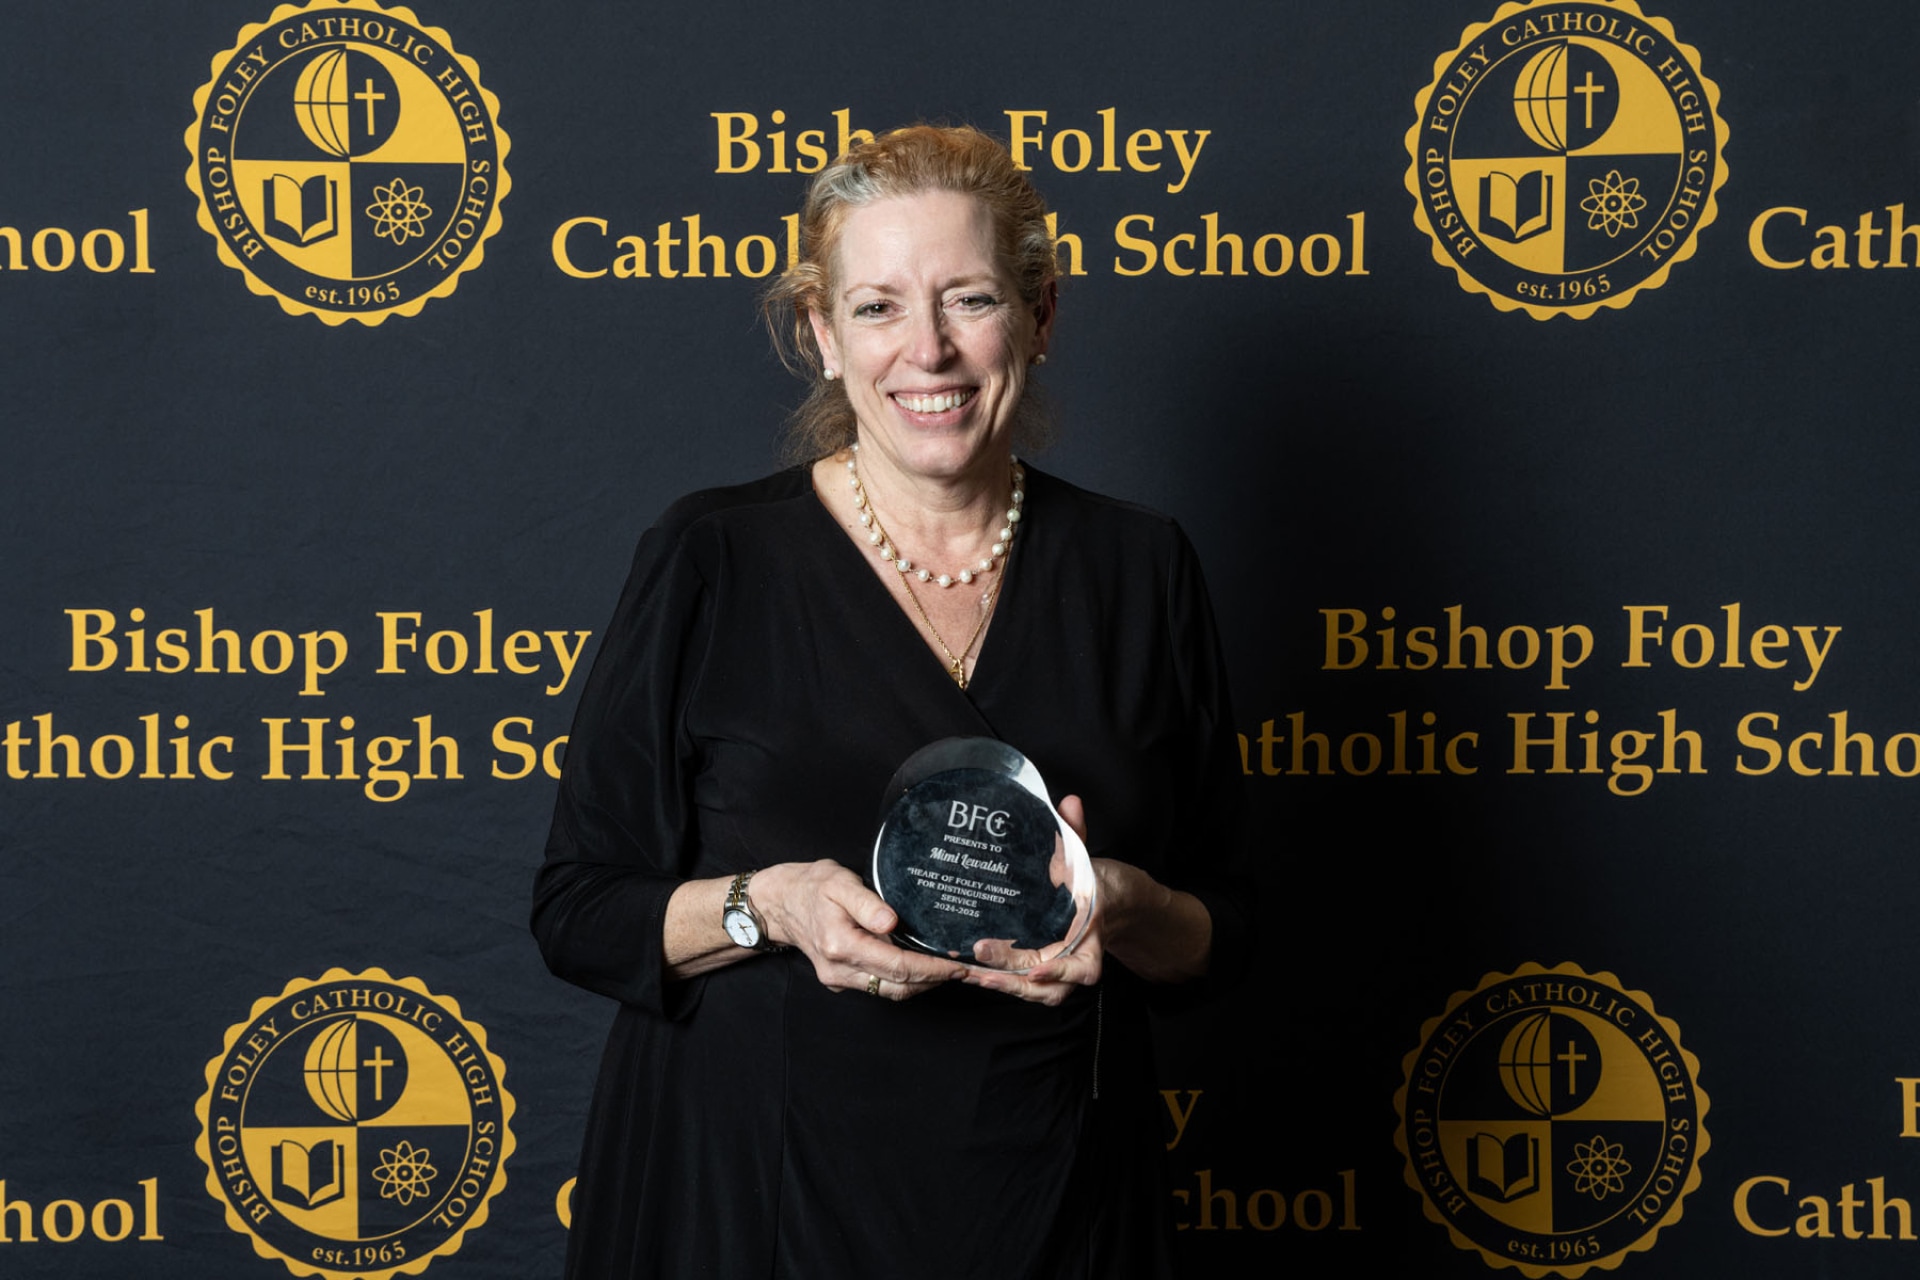 BISHOP FOLEY CATHOLIC HIGH SCHOOL
est.1965
Bish Foley
Cathol h School
BISHOP FOLEY CATHOLIC HIGH SCHOOL
est.1965
hool
Cath
Bishop Foley
tholic High Sc
Bishop Foley
atholic High Scho
BFC
PRESENTS TO
Mimi Lewalski
"HEART OF FOLEY AWARD"
FOR DISTINGUISHED
SERVICE
2024-2025
BISHOP FOLEY CATHOLIC HIGH SCHOOL
est.1965
y
chool
BISHOP FOLEY CATHOLIC HIGH SCHOOL
est.1965
hool
C
B
Cath